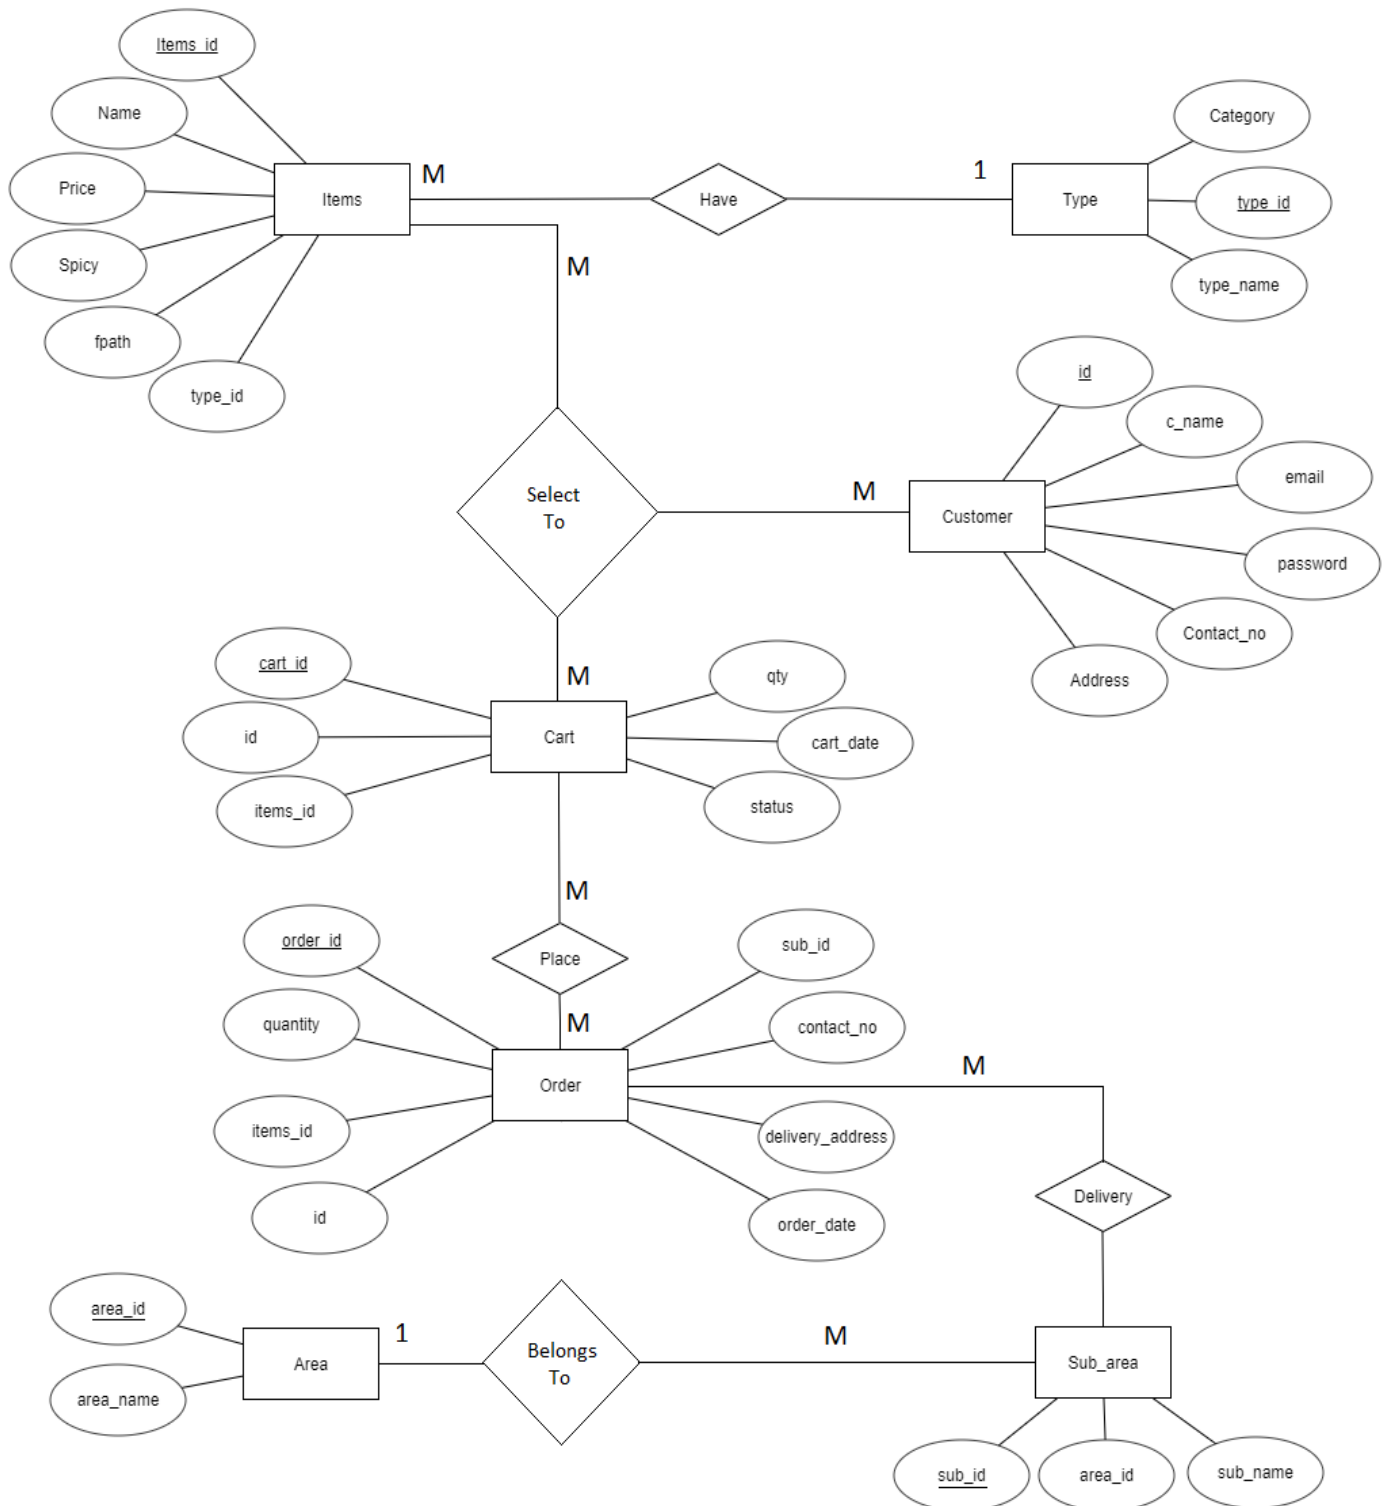 Items_id
Name
Category
Price
M
1
Items
Have
Type
type_id
Spicy
M
type_name
fpath
type_id
id
c_name
email
Select
To
M
Customer
password
Contact_no
cart_id
M
qty
Address
id
Cart
cart_date
items_id
status
M
order_id
Place
sub_id
quantity
M
contact_no
Order
M
items_id
delivery_address
id
order_date
Delivery
area_id
1
Belongs
To
M
Area
Sub_area
area_name
sub_id
area_id
sub_name